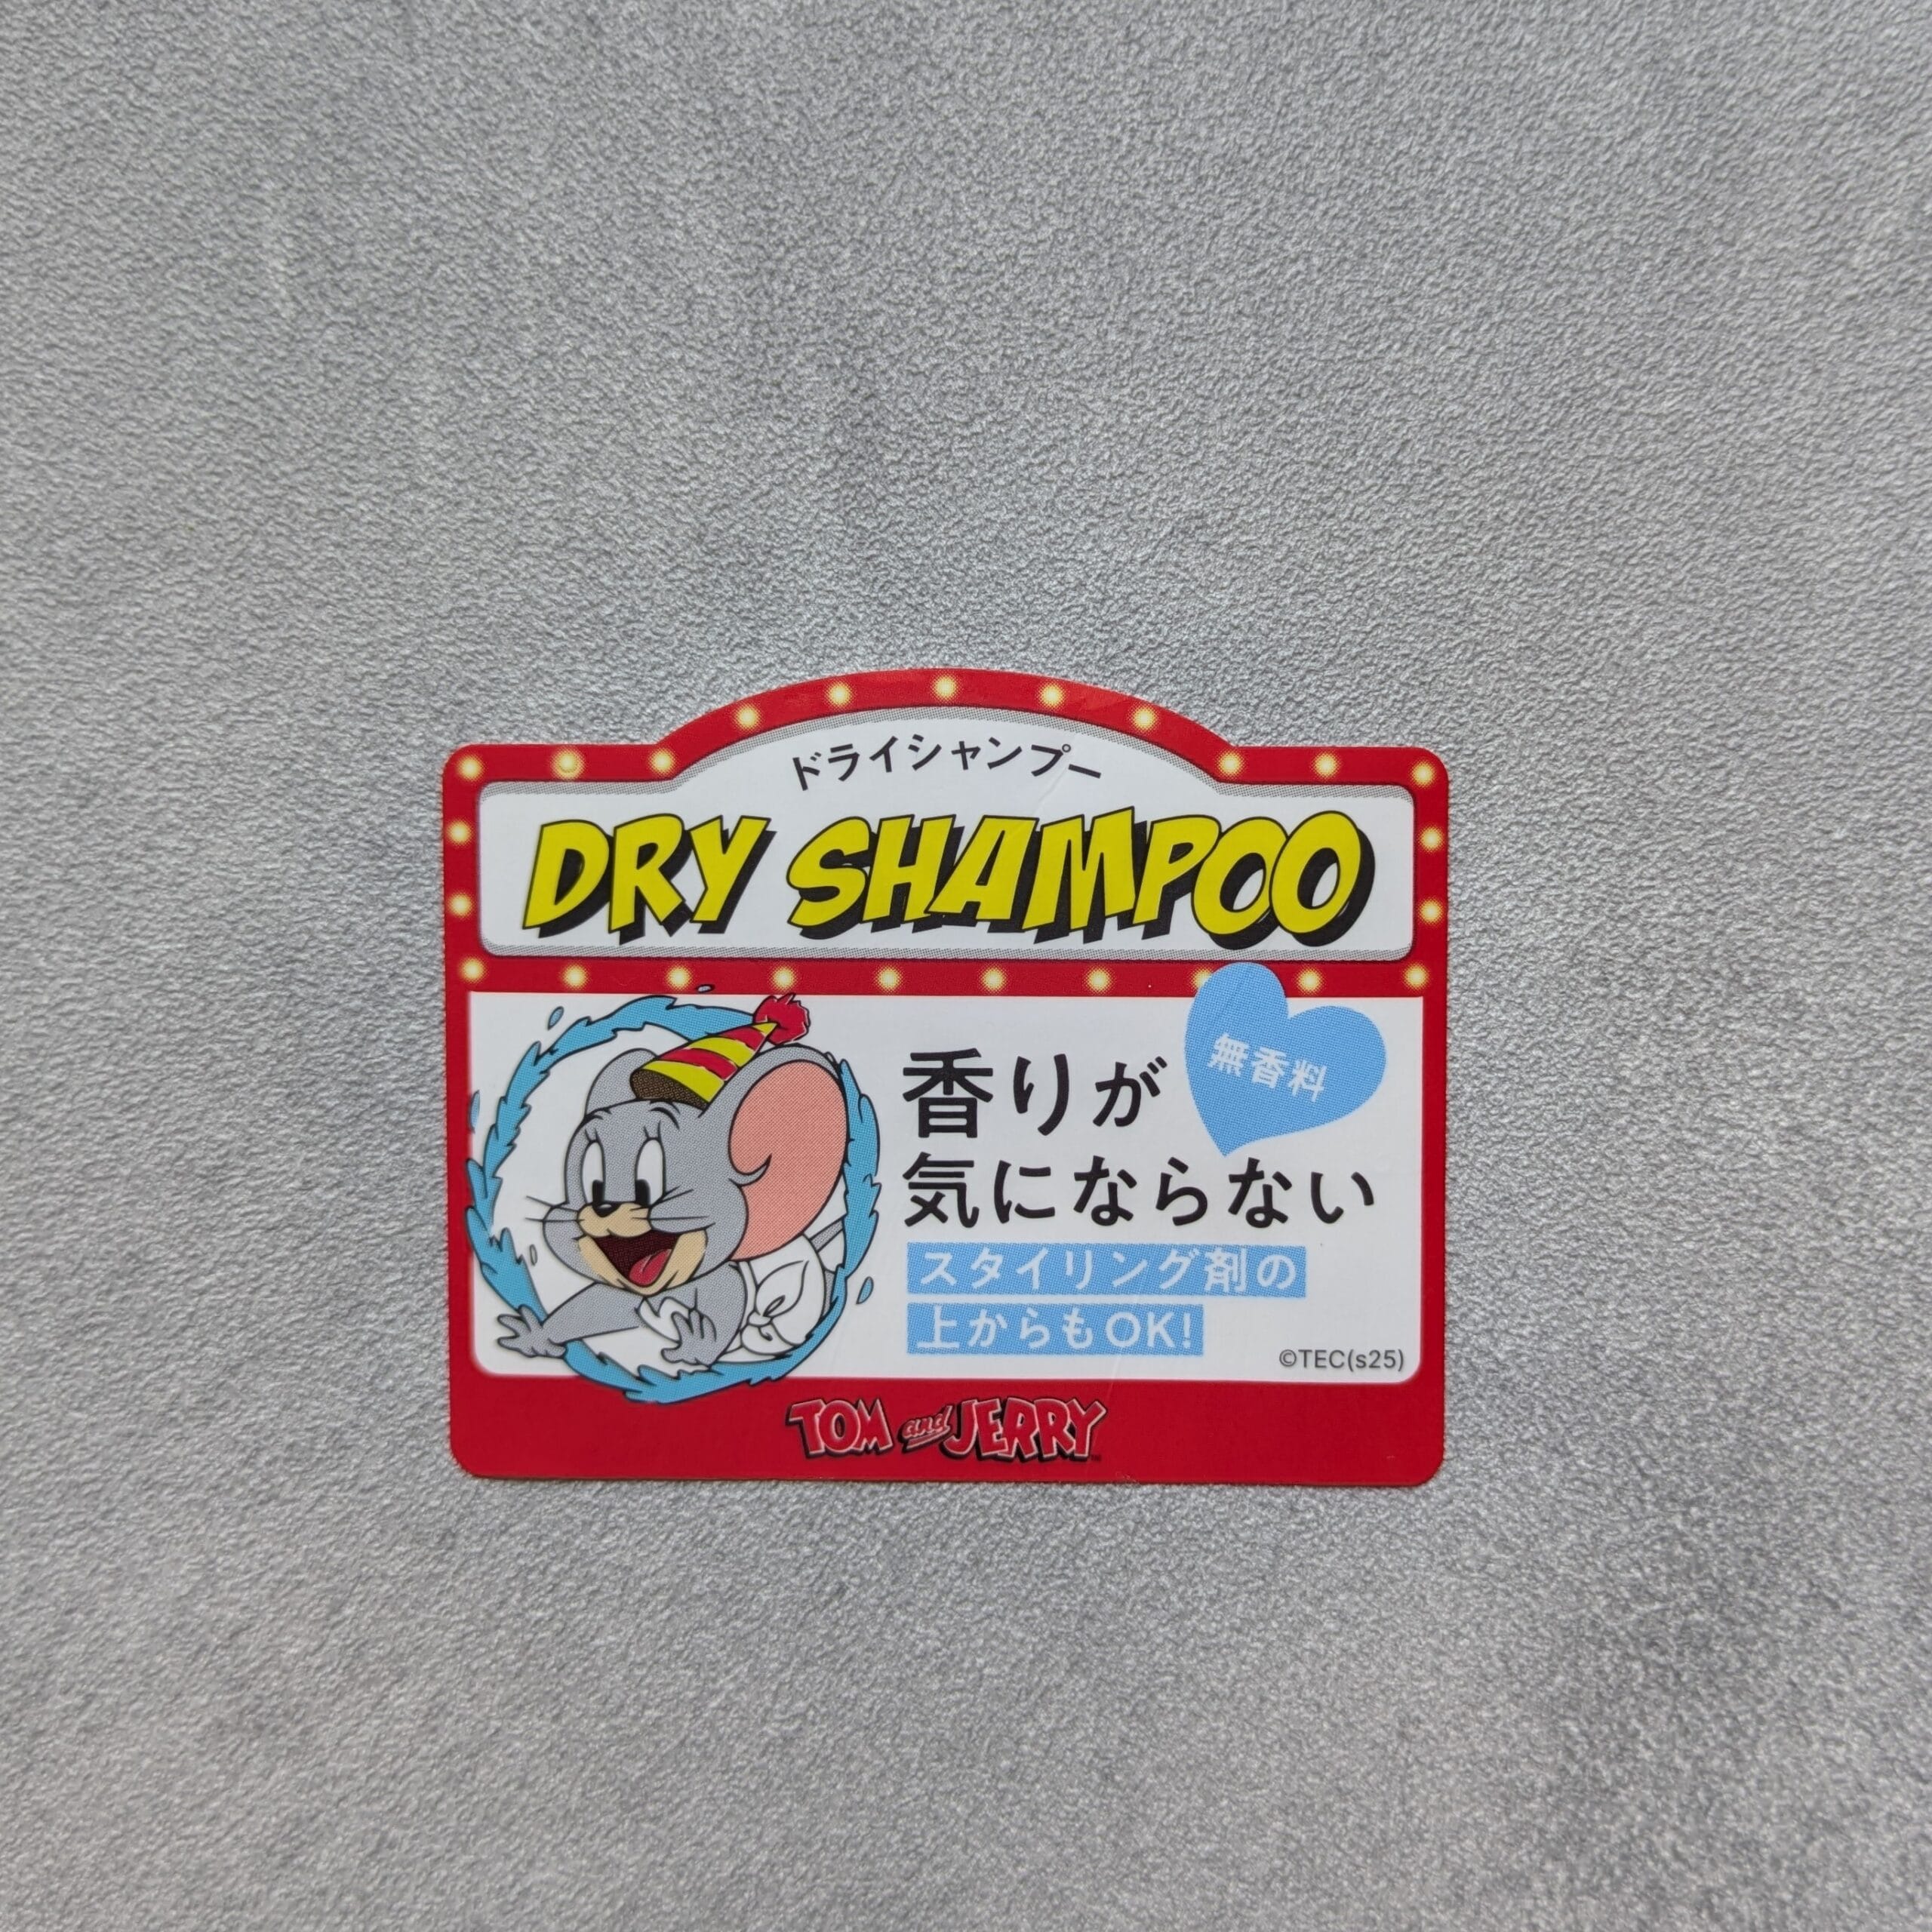 ドライシャンプー
DRY SHAMPOO
無香料
香りが
気にならない
スタイリング剤の
上からもOK!
©TEC(s25)
TOM and JERRY